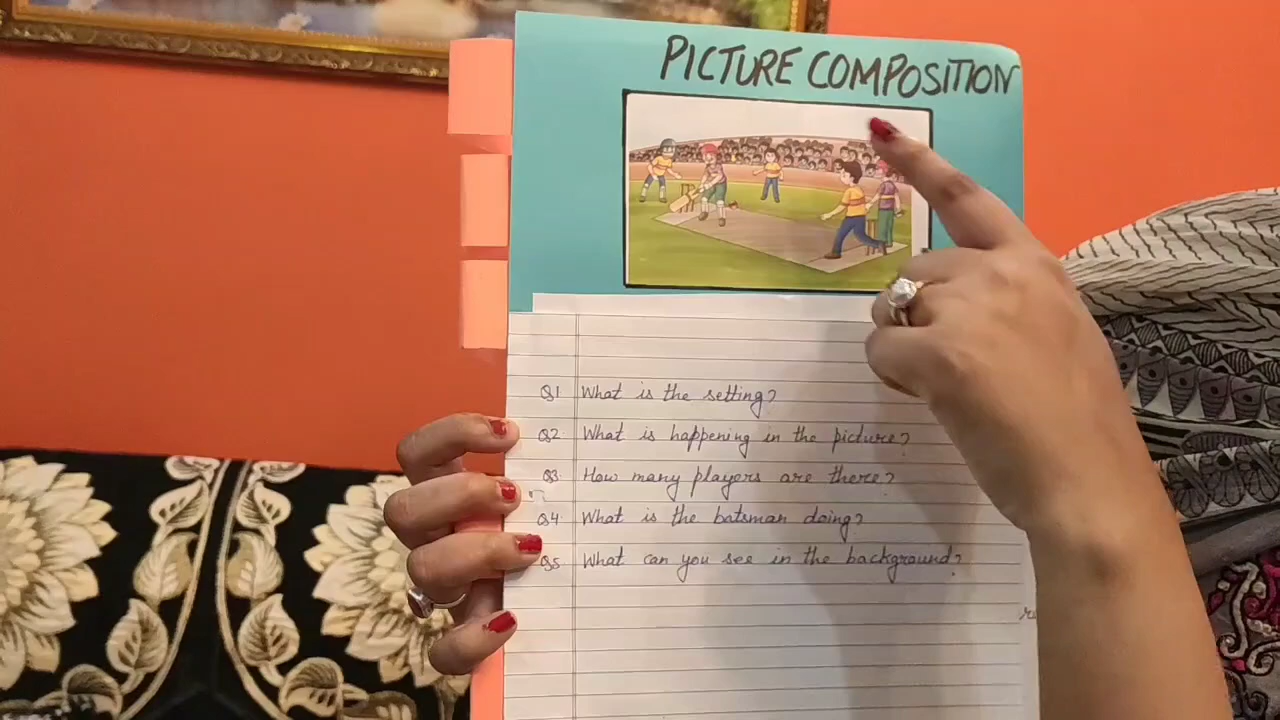 PICTURE COMPOSITION
Q1 What is the setting?
Q2. What is happening in the picture?
Q3. How many players are there?
Q4 What is the batsman doing?
Q5 What can you see in the background?